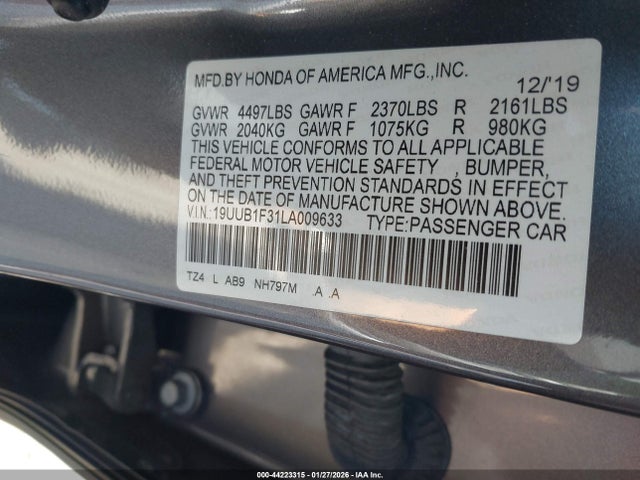 MFD.BY HONDA OF AMERICA MFG.,INC.
12/'19
GVWR 4497LBS GAWR F 2370LBS R 2161LBS
GVWR 2040KG GAWR F 1075KG R 980KG
THIS VEHICLE CONFORMS TO ALL APPLICABLE
FEDERAL MOTOR VEHICLE SAFETY , BUMPER,
AND THEFT PREVENTION STANDARDS IN EFFECT
ON THE DATE OF MANUFACTURE SHOWN ABOVE.
V.I.N.:19UUB1F31LA009633 TYPE:PASSENGER CAR
TZ4 L AB9 NH797M .A .A
000-44223315 | 01/27/2026 - IAA Inc.